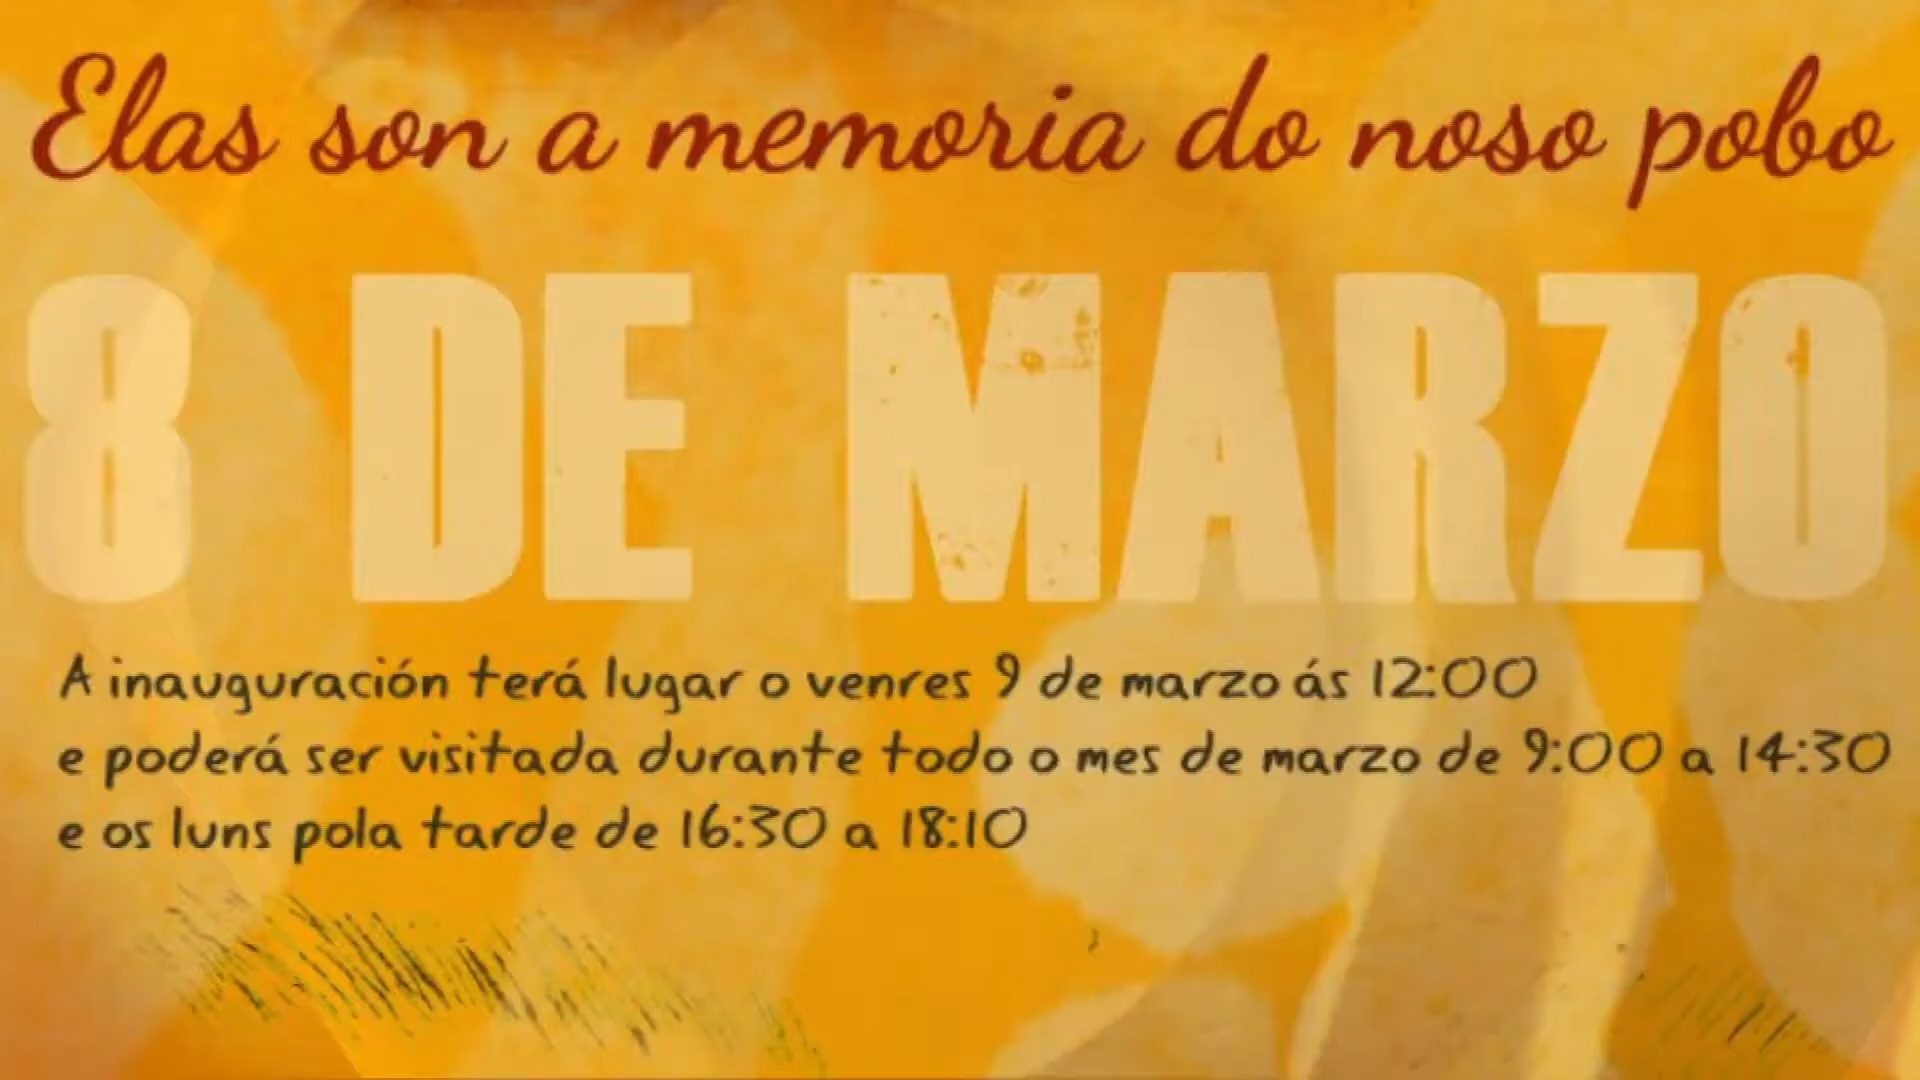 Elas son a memoria do noso pobo
8 DE MARZO
A inauguración terá lugar o venres 9 de marzo ás 12:00
e poderá ser visitada durante todo o mes de marzo de 9:00 a 14:30
e os luns pola tarde de 16:30 a 18:10